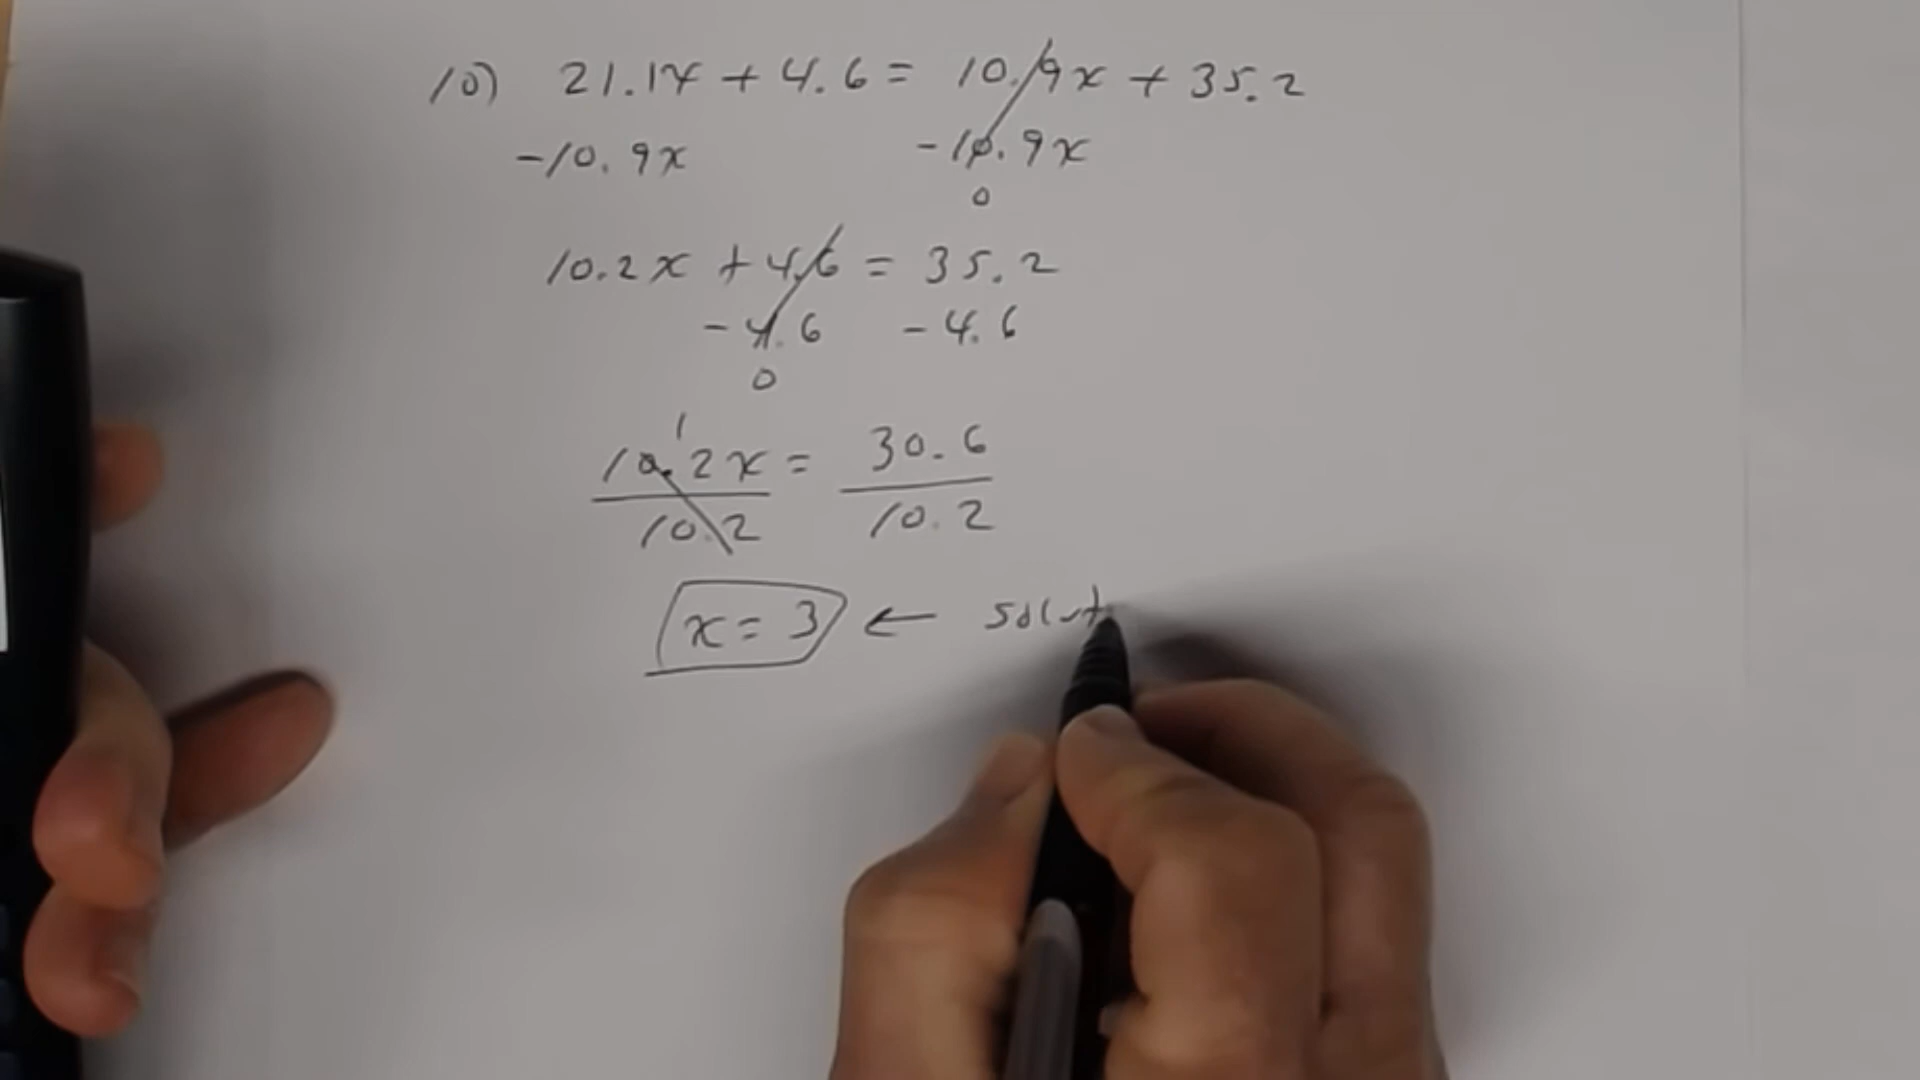 10) 21.1x + 4.6 = 10.9x + 35.2
-10.9x -10.9x
0
10.2x + 4.6 = 35.2
-4.6 -4.6
0
1
10.2x = 30.6
10.2 10.2
x = 3 ← solut